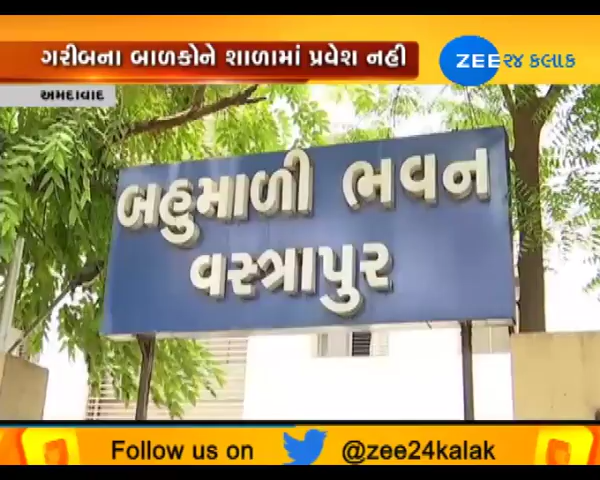 ગરીબના બાળકોને શાળામાં પ્રવેશ નહી
ZEE ૨૪ કલાક
અમદાવાદ
બહુમાળી ભવન
વસ્ત્રાપુર
Follow us on @zee24kalak